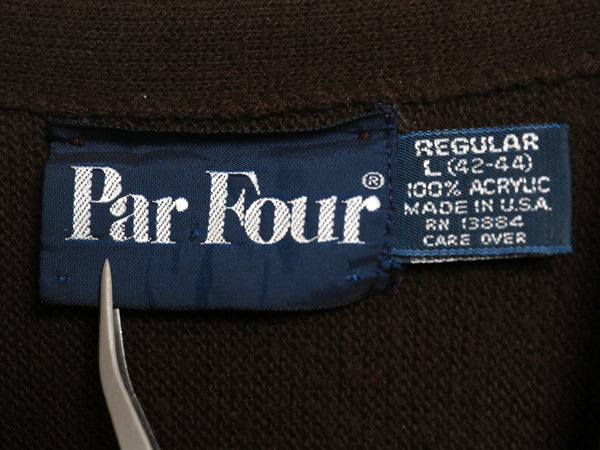 Par Four®
REGULAR
L (42-44)
100% ACRYLIC
MADE IN U.S.A.
RN 13884
CARE OVER